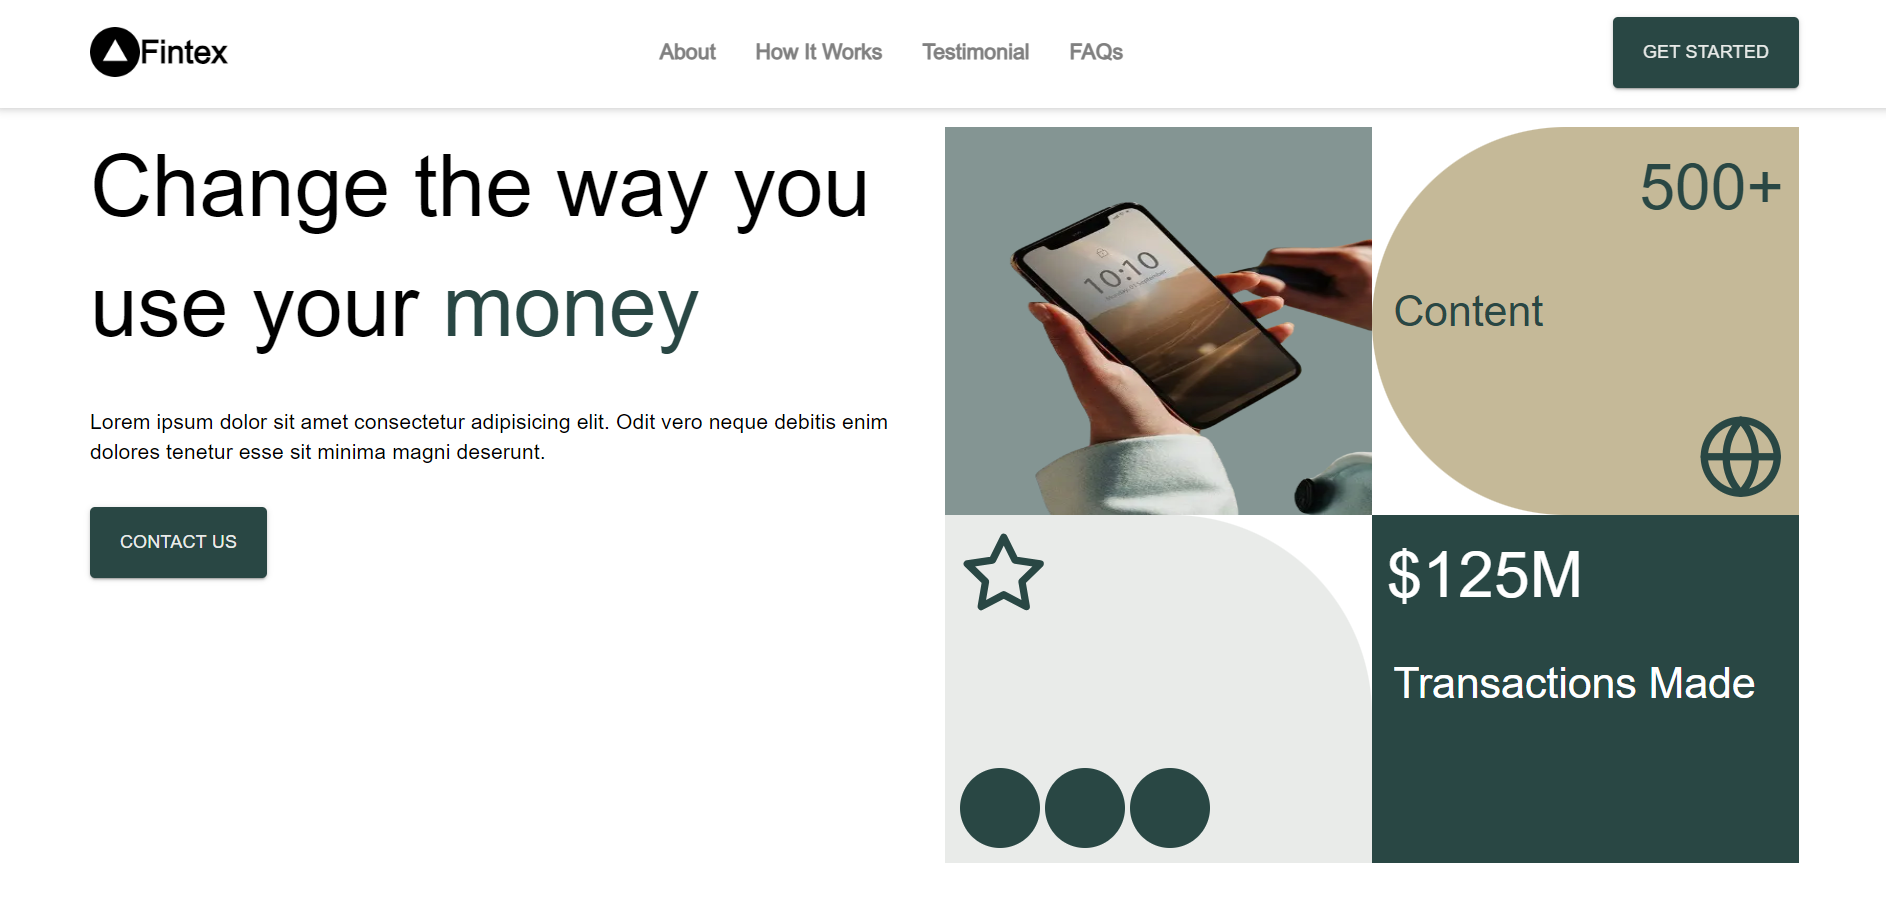 Fintex
About
How It Works
Testimonial
FAQs
GET STARTED
Change the way you
use your money
Lorem ipsum dolor sit amet consectetur adipisicing elit. Odit vero neque debitis enim
dolores tenetur esse sit minima magni deserunt.
CONTACT US
10:10
500+
Content
$125M
Transactions Made